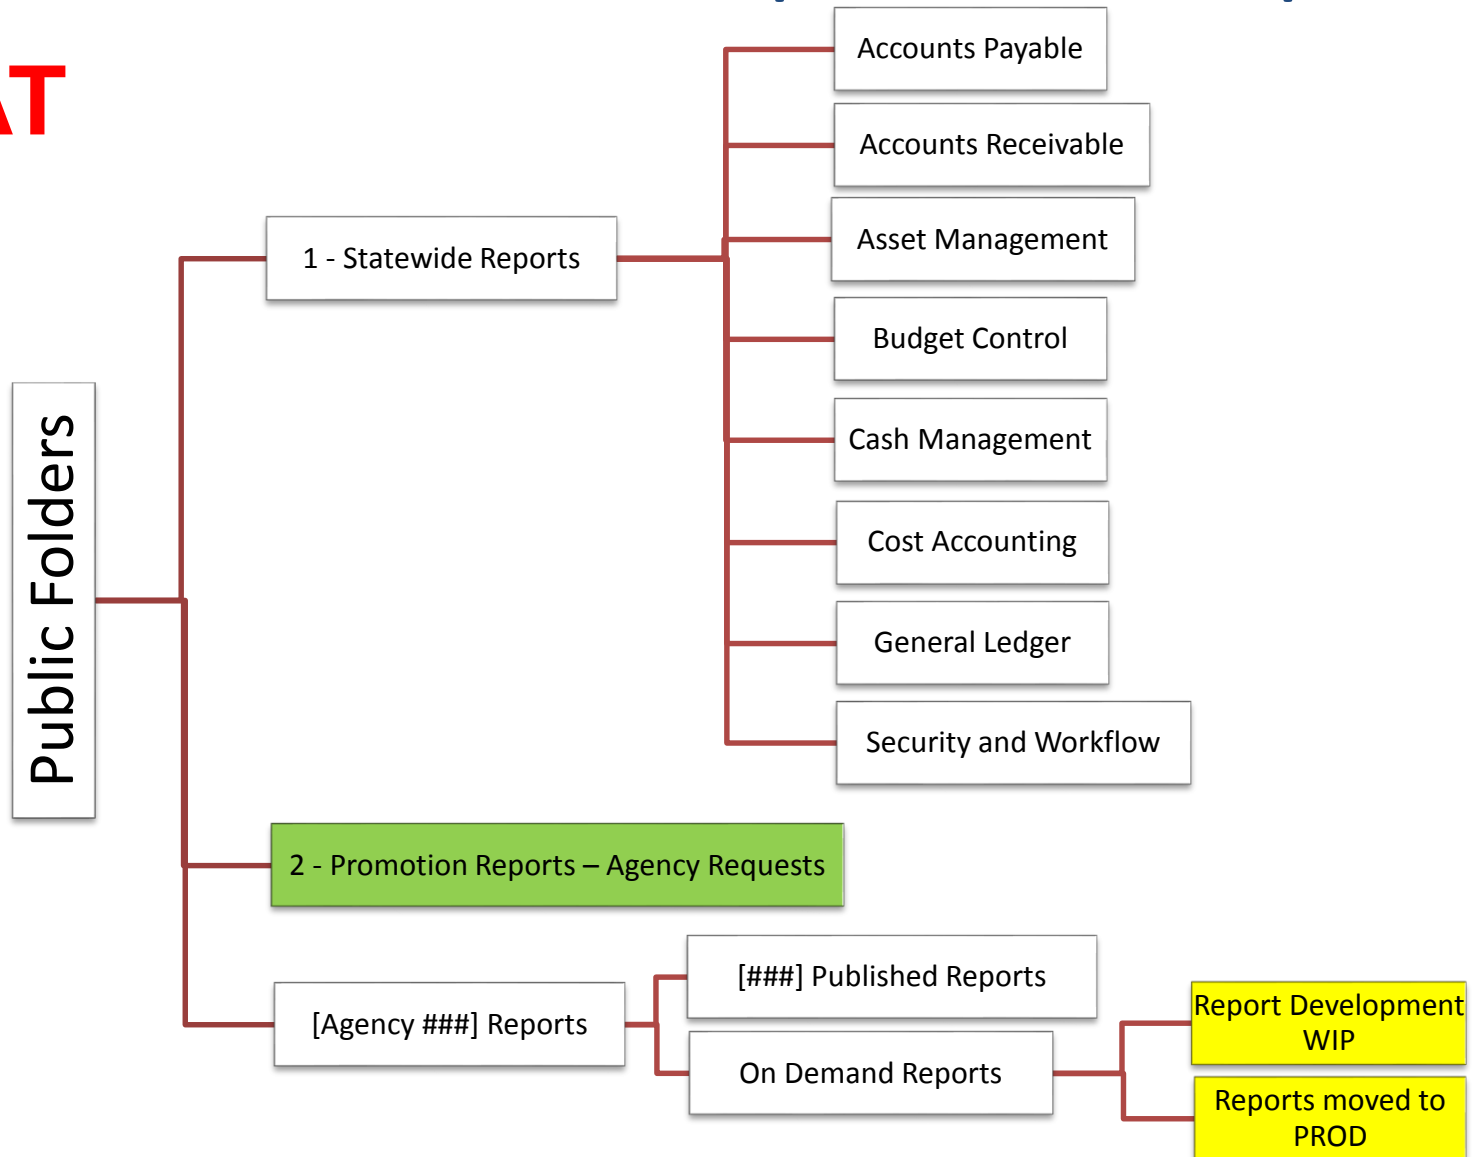 AT
Public Folders
1 - Statewide Reports
Accounts Payable
Accounts Receivable
Asset Management
Budget Control
Cash Management
Cost Accounting
General Ledger
Security and Workflow
2 - Promotion Reports – Agency Requests
[Agency ###] Reports
[###] Published Reports
On Demand Reports
Report Development
WIP
Reports moved to
PROD